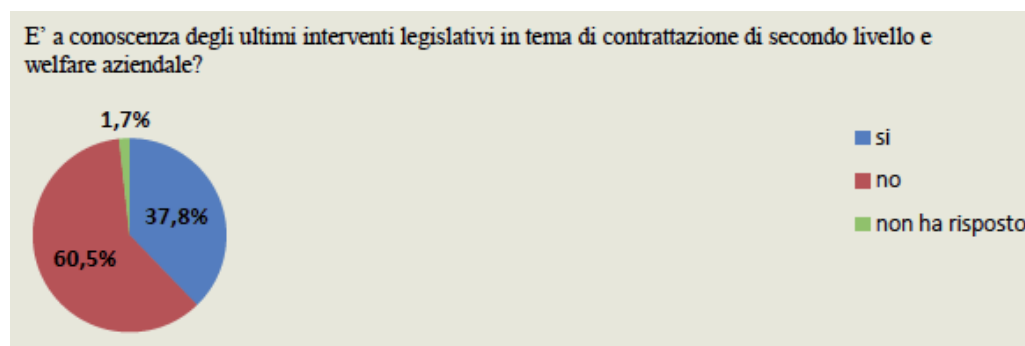 E’ a conoscenza degli ultimi interventi legislativi in tema di contrattazione di secondo livello e
welfare aziendale?
1,7%
37,8%
60,5%
si
no
non ha risposto